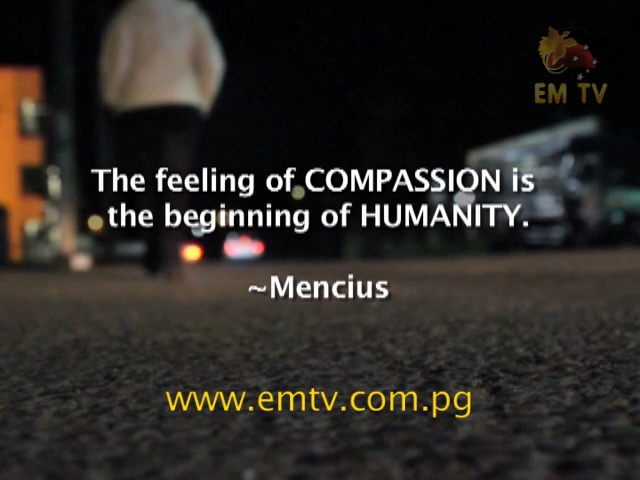 EM TV
The feeling of COMPASSION is
the beginning of HUMANITY.
~Mencius
www.emtv.com.pg